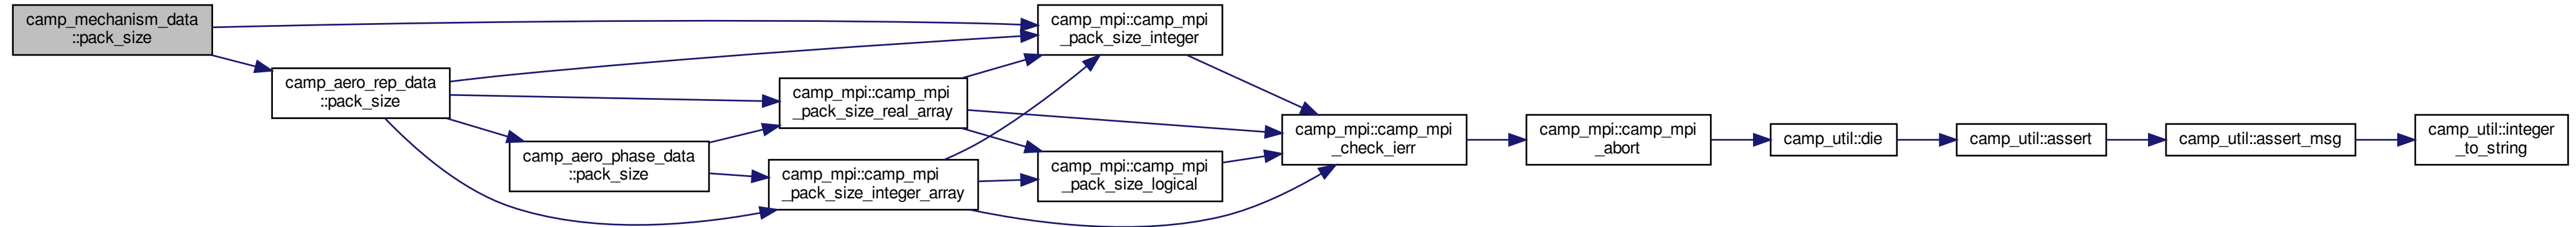 camp_mechanism_data
::pack_size
camp_aero_rep_data
::pack_size
camp_aero_phase_data
::pack_size
camp_mpi::camp_mpi
_pack_size_real_array
camp_mpi::camp_mpi
_pack_size_integer_array
camp_mpi::camp_mpi
_pack_size_integer
camp_mpi::camp_mpi
_pack_size_logical
camp_mpi::camp_mpi
_check_ierr
camp_mpi::camp_mpi
_abort
camp_util::die
camp_util::assert
camp_util::assert_msg
camp_util::integer
_to_string